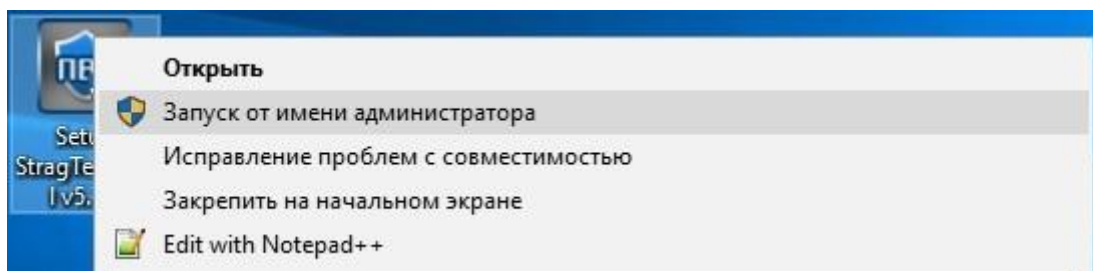 Открыть
Запуск от имени администратора
Исправление проблем с совместимостью
Закрепить на начальном экране
Edit with Notepad++